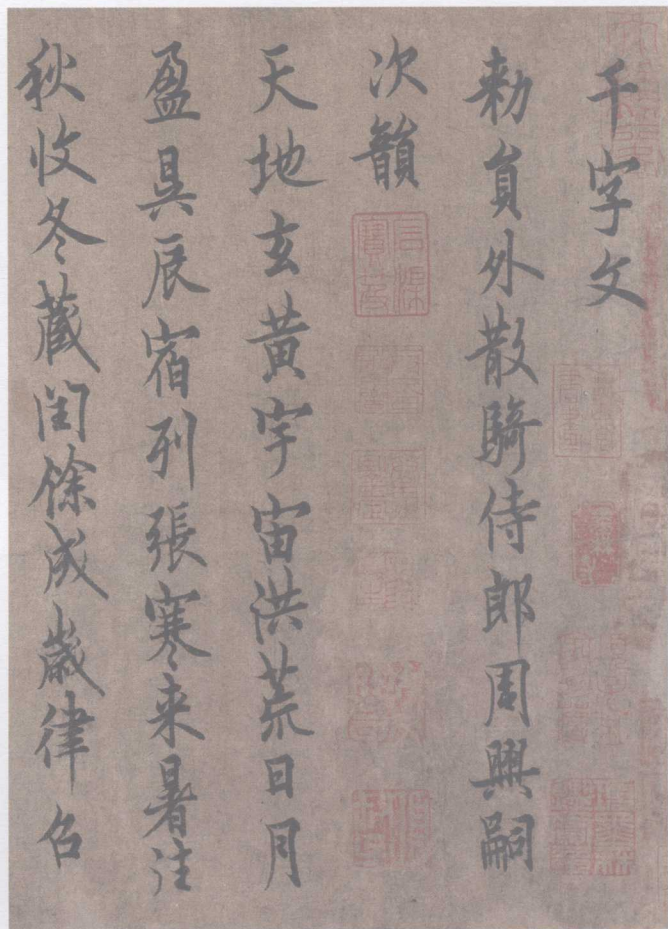 千字文
勑員外散騎侍郎周興嗣
次韻
天地玄黃宇宙洪荒日月
盈昃辰宿列張寒来暑往
秋收冬藏閏餘成歲律召